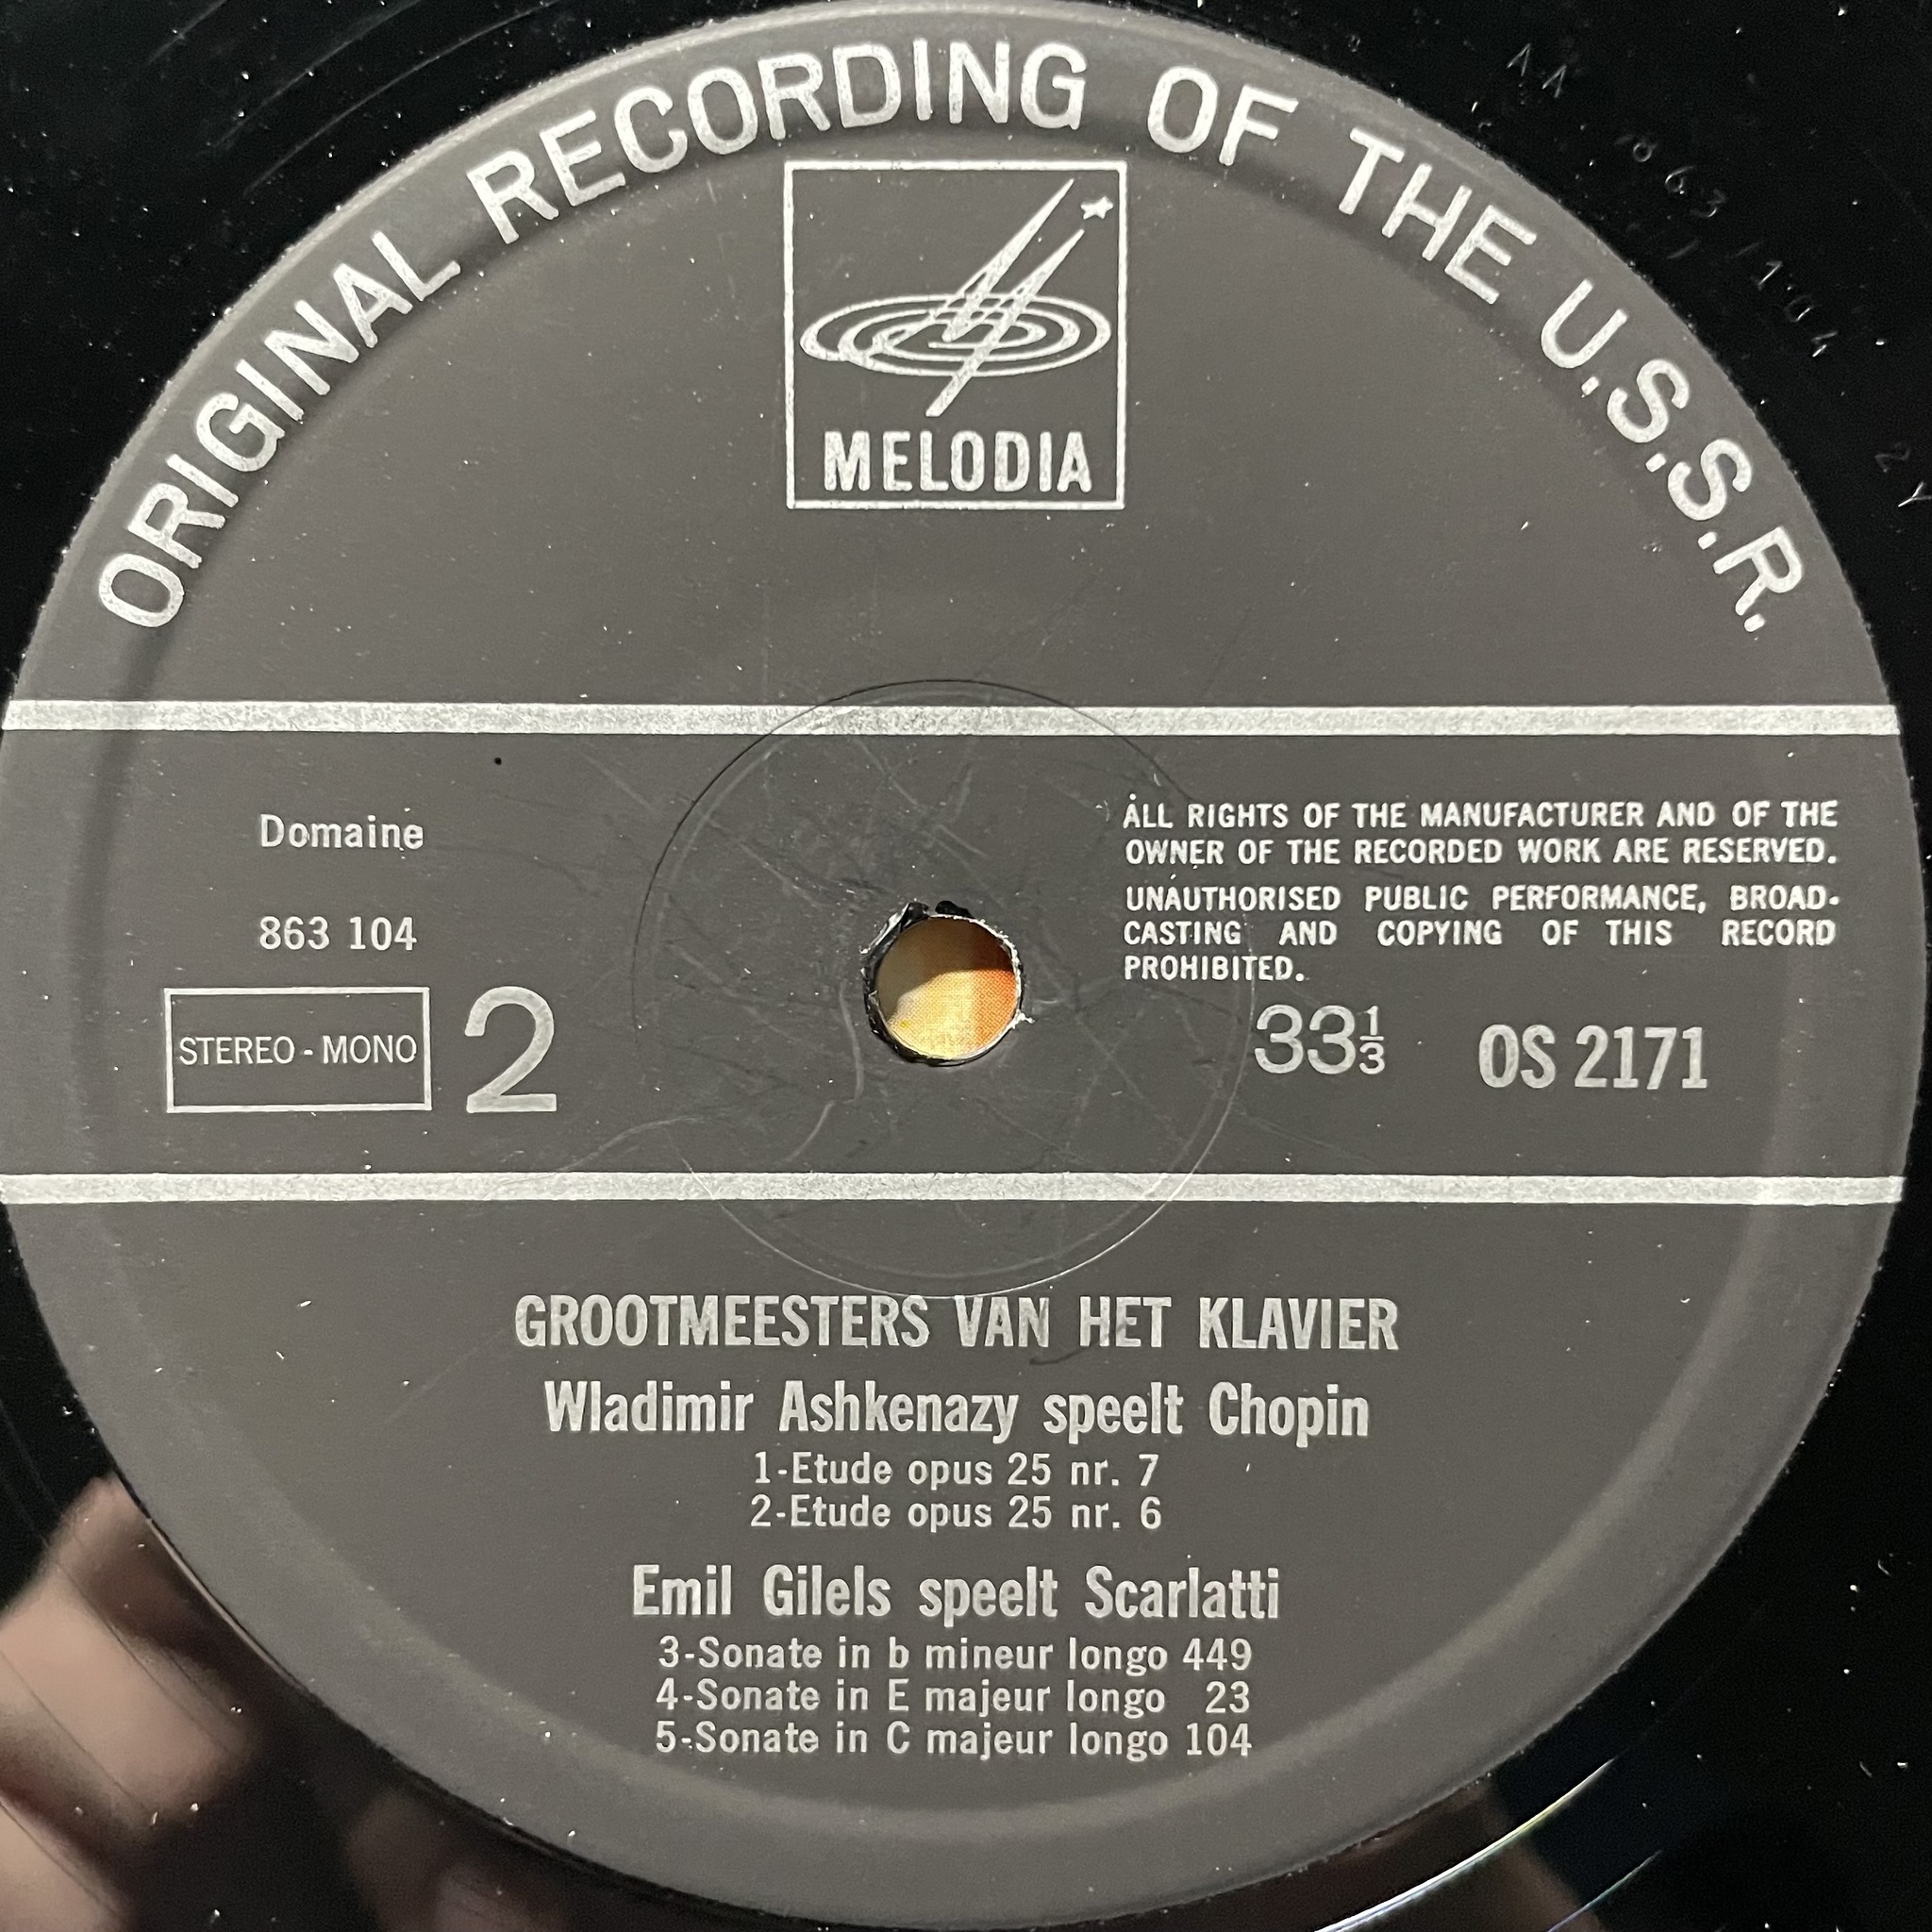 ORIGINAL RECORDING OF THE U.S.S.R.
MELODIA
Domaine
863 104
STEREO - MONO
2
ALL RIGHTS OF THE MANUFACTURER AND OF THE
OWNER OF THE RECORDED WORK ARE RESERVED.
UNAUTHORISED PUBLIC PERFORMANCE, BROAD-
CASTING AND COPYING OF THIS RECORD
PROHIBITED.
33⅓ OS 2171
GROOTMEESTERS VAN HET KLAVIER
Wladimir Ashkenazy speelt Chopin
1-Etude opus 25 nr. 7
2-Etude opus 25 nr. 6
Emil Gilels speelt Scarlatti
3-Sonate in b mineur longo 449
4-Sonate in E majeur longo 23
5-Sonate in C majeur longo 104